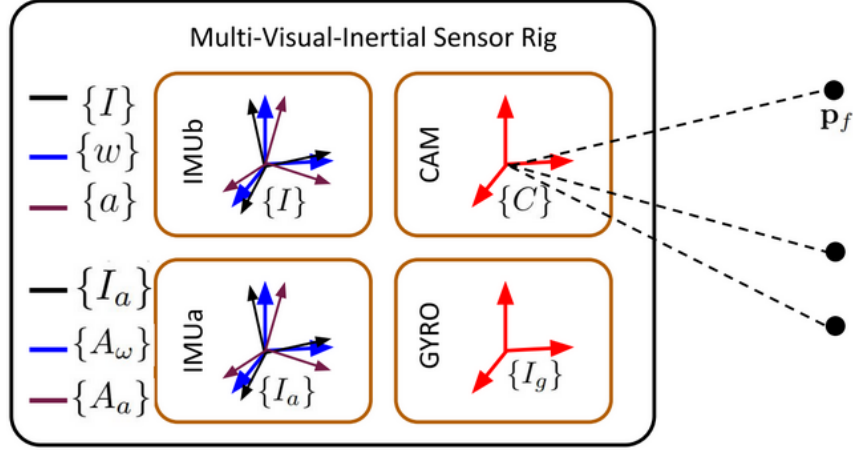 Multi-Visual-Inertial Sensor Rig
{I}
{w}
{a}
IMUb
{I}
CAM
{C}
p_f
{I_a}
{A_ω}
{A_a}
IMUa
{I_a}
GYRO
{I_g}